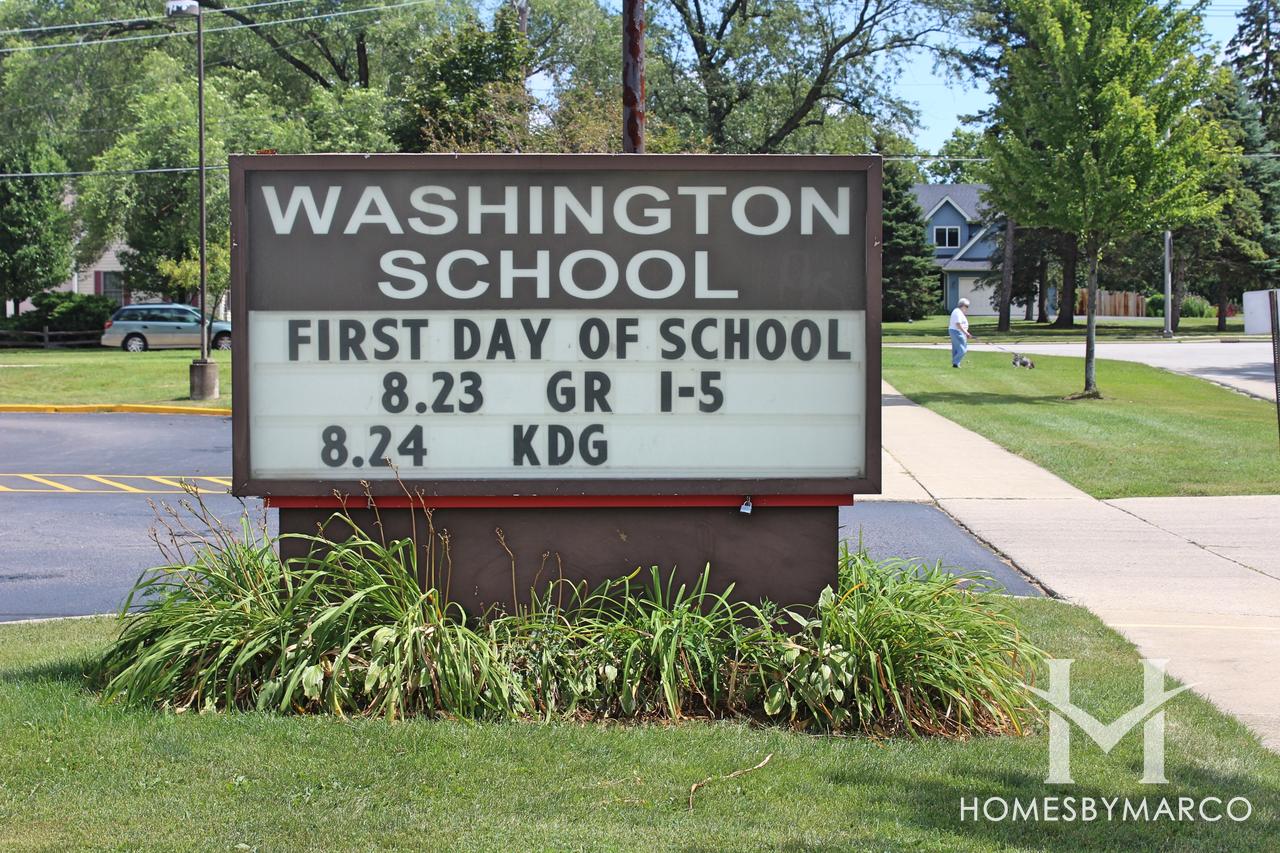 WASHINGTON
SCHOOL
FIRST DAY OF SCHOOL
8.23 GR 1-5
8.24 KDG
HOMESBYMARCO